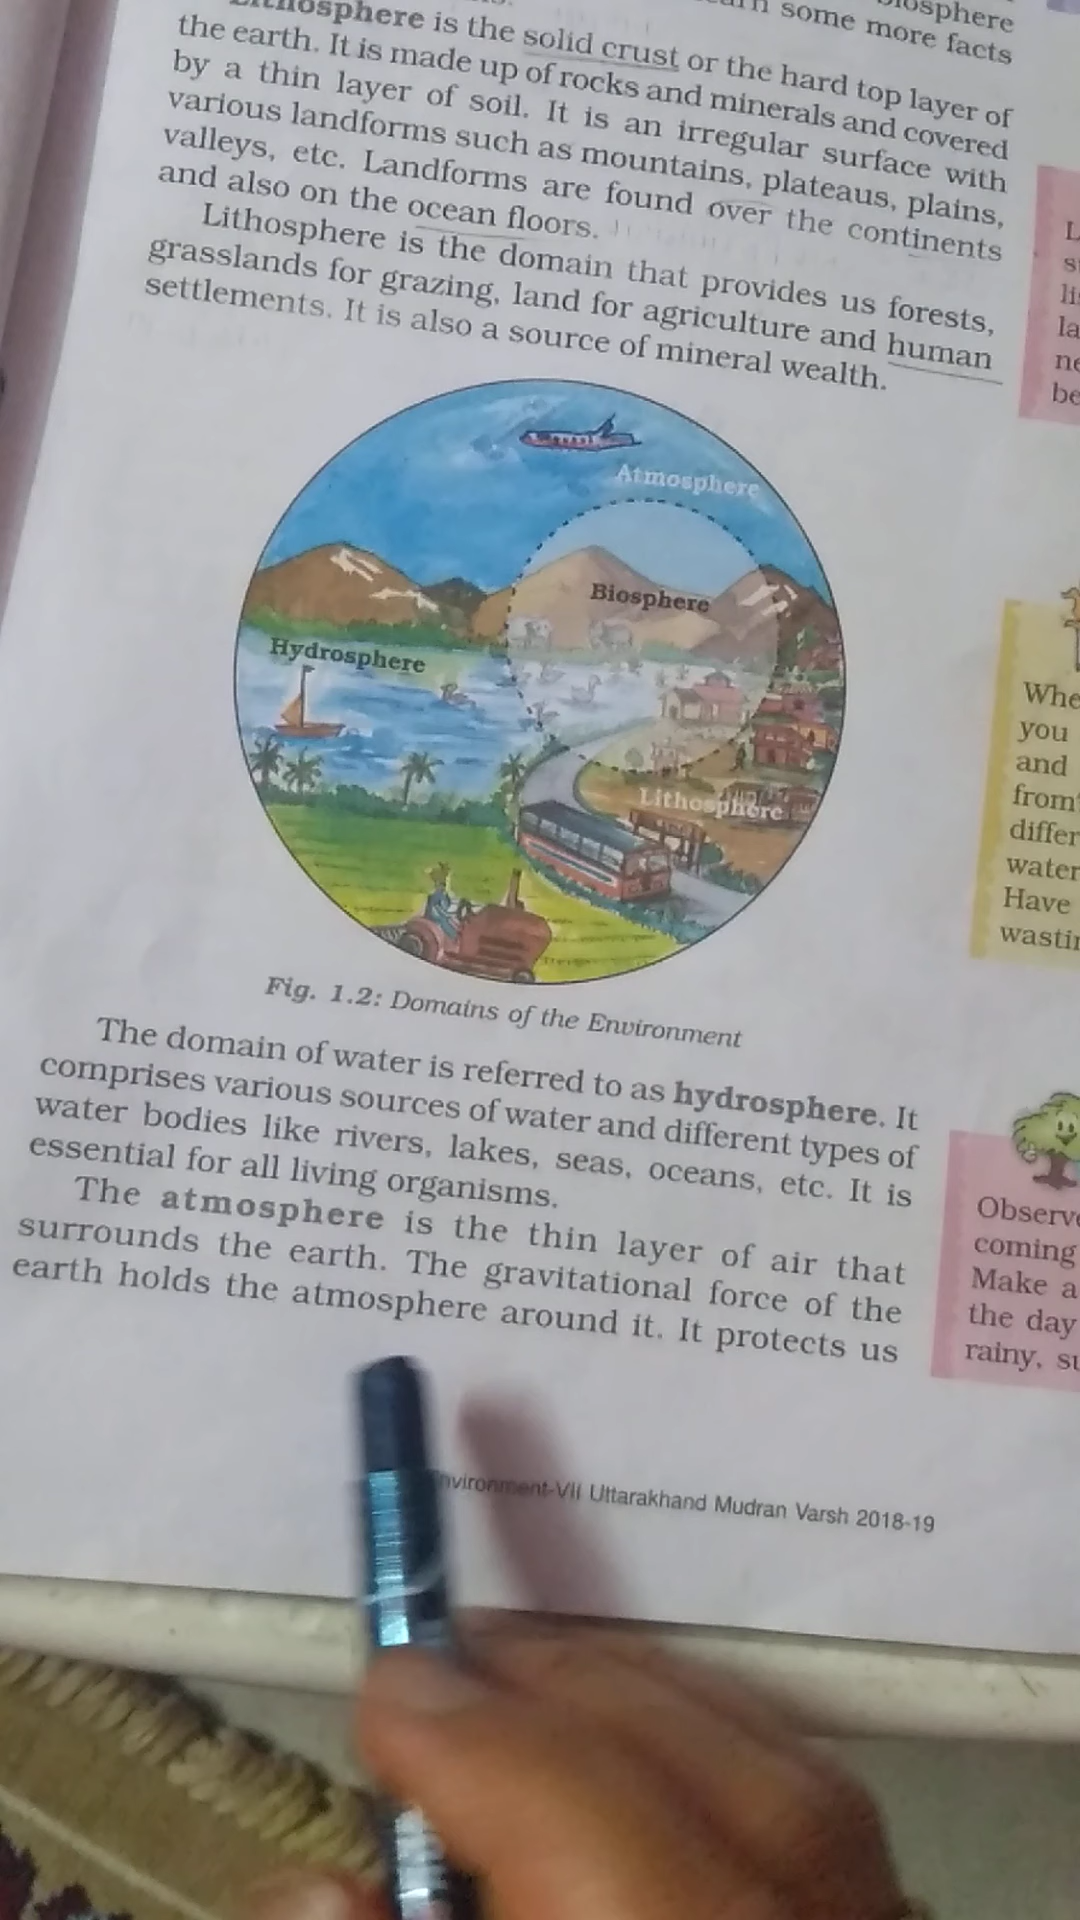 biosphere
some more facts
Lithosphere is the solid crust or the hard top layer of
the earth. It is made up of rocks and minerals and covered
by a thin layer of soil. It is an irregular surface with
various landforms such as mountains, plateaus, plains,
valleys, etc. Landforms are found over the continents
and also on the ocean floors.
Lithosphere is the domain that provides us forests,
grasslands for grazing, land for agriculture and human
settlements. It is also a source of mineral wealth.
Atmosphere
Biosphere
Hydrosphere
Lithosphere
Fig. 1.2: Domains of the Environment
The domain of water is referred to as hydrosphere. It
comprises various sources of water and different types of
water bodies like rivers, lakes, seas, oceans, etc. It is
essential for all living organisms.
The atmosphere is the thin layer of air that
surrounds the earth. The gravitational force of the
earth holds the atmosphere around it. It protects us
nvironment-VII Uttarakhand Mudran Varsh 2018-19
L
s
li
la
ne
be
Whe
you
and
from
differ
water
Have
wastin
Observe
coming
Make a
the day
rainy, su